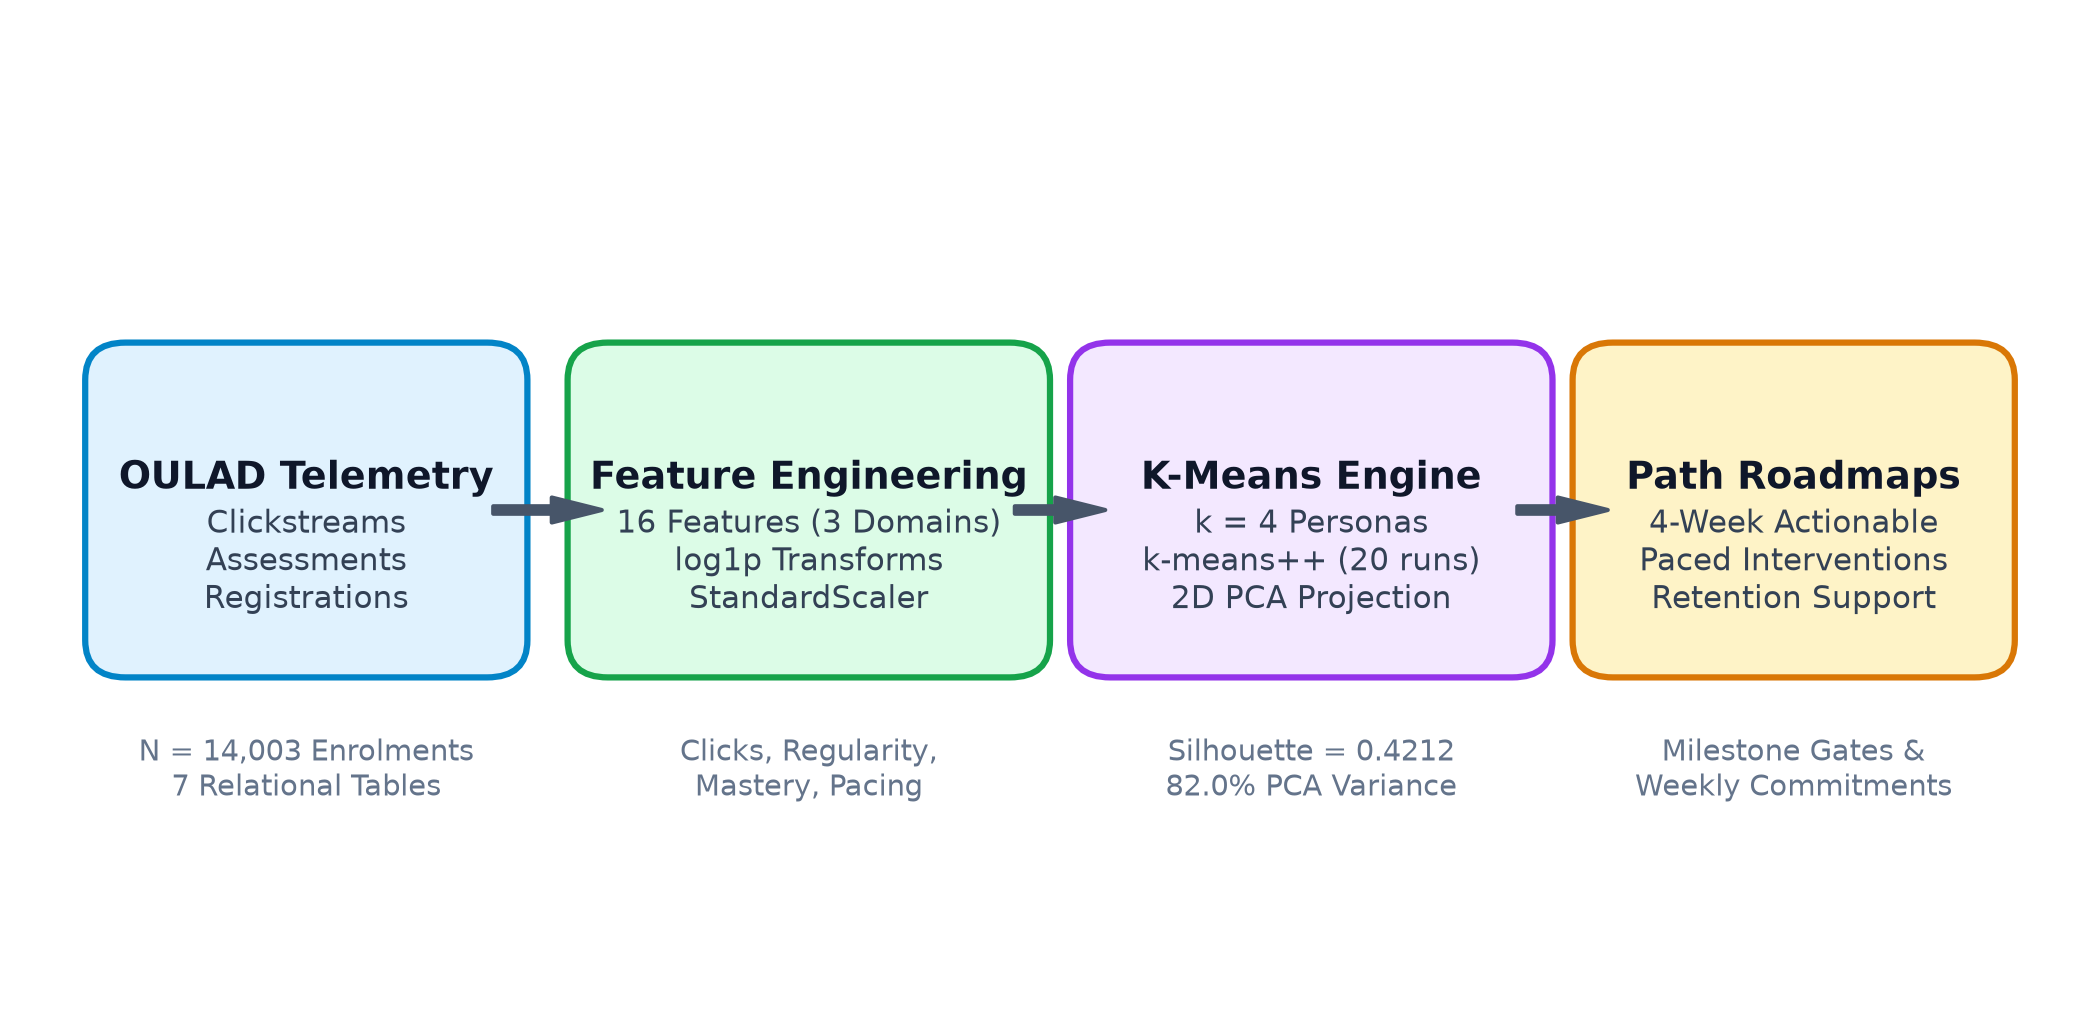 OULAD Telemetry
Clickstreams
Assessments
Registrations
N = 14,003 Enrolments
7 Relational Tables
Feature Engineering
16 Features (3 Domains)
log1p Transforms
StandardScaler
Clicks, Regularity,
Mastery, Pacing
K-Means Engine
k = 4 Personas
k-means++ (20 runs)
2D PCA Projection
Silhouette = 0.4212
82.0% PCA Variance
Path Roadmaps
4-Week Actionable
Paced Interventions
Retention Support
Milestone Gates &
Weekly Commitments